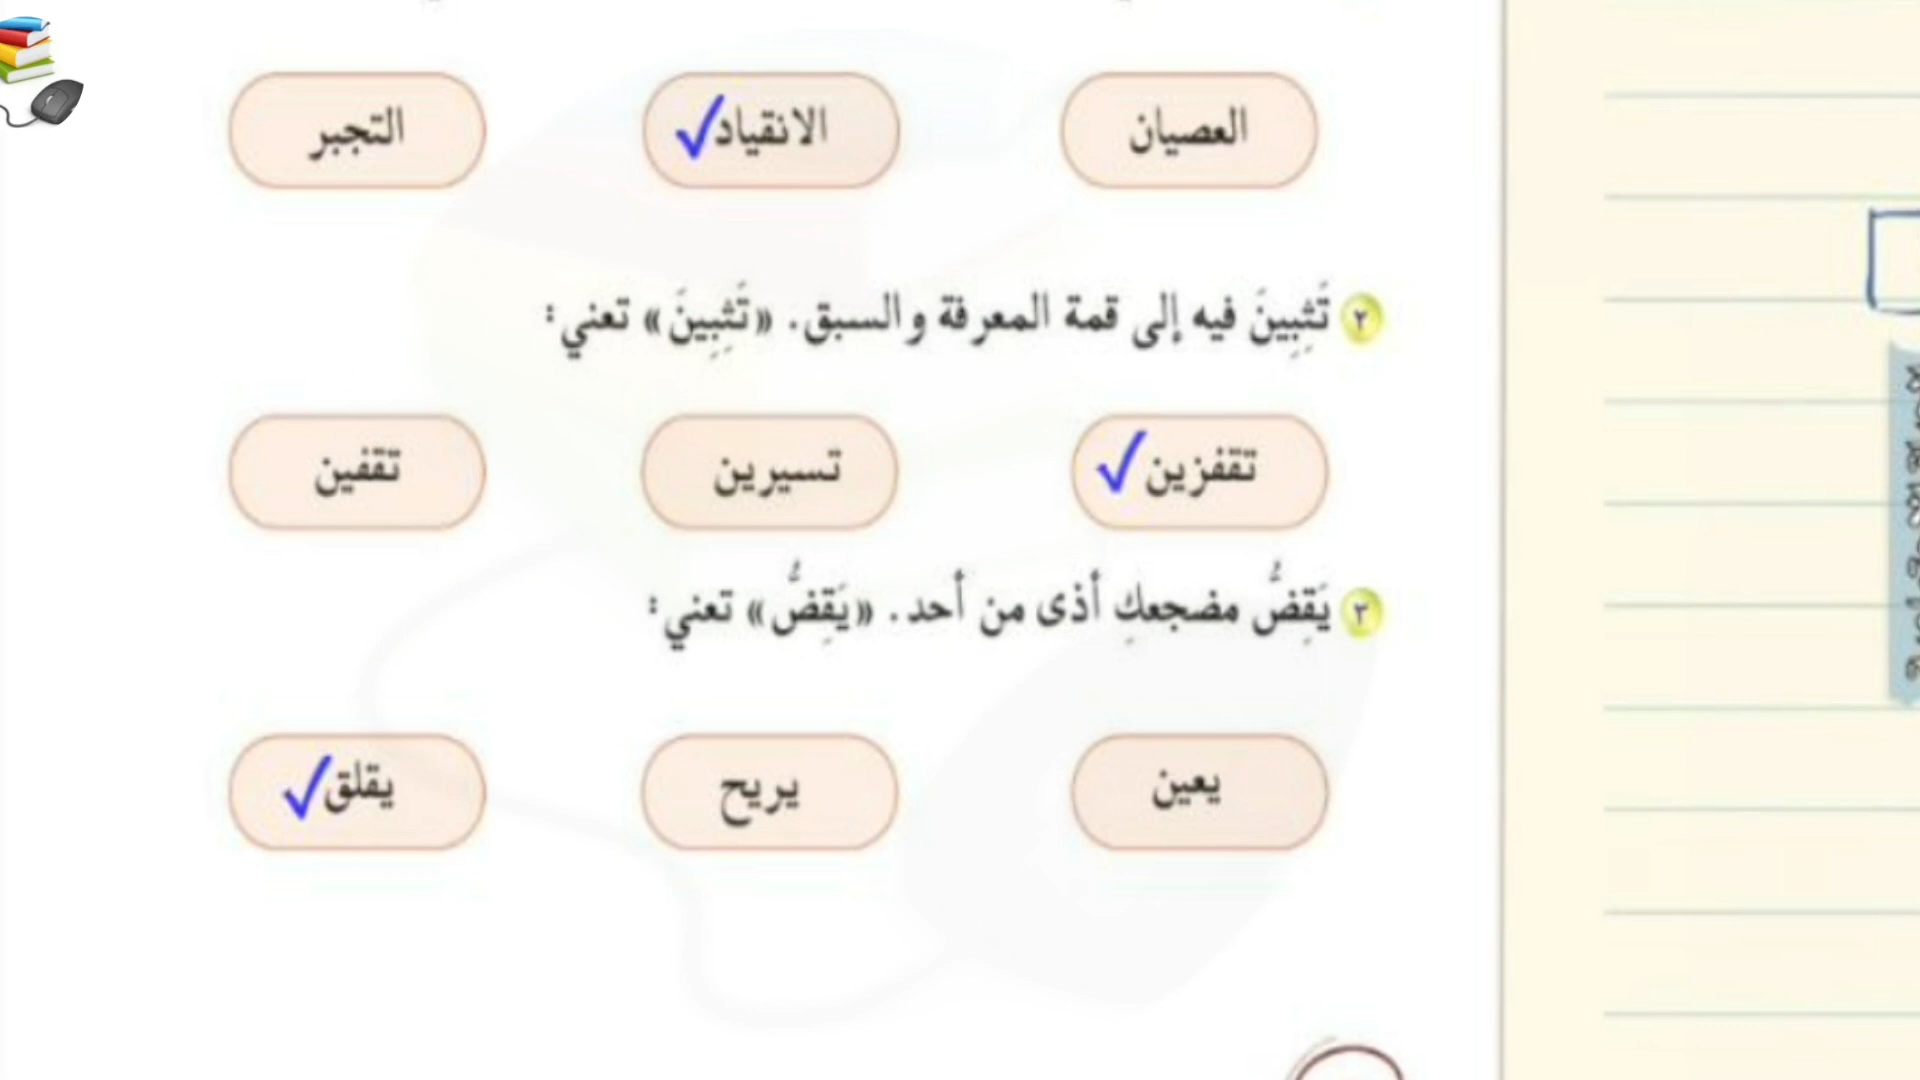 العصيان الانقياد التجبر
٢ تَثِبِينَ فيه إلى قمة المعرفة والسبق. «تَثِبِينَ» تعني:
تقفزين تسيرين تقفين
٣ يَقِضُّ مضجعكِ أذى من أحد. «يَقِضُّ» تعني:
يعين يريح يقلق